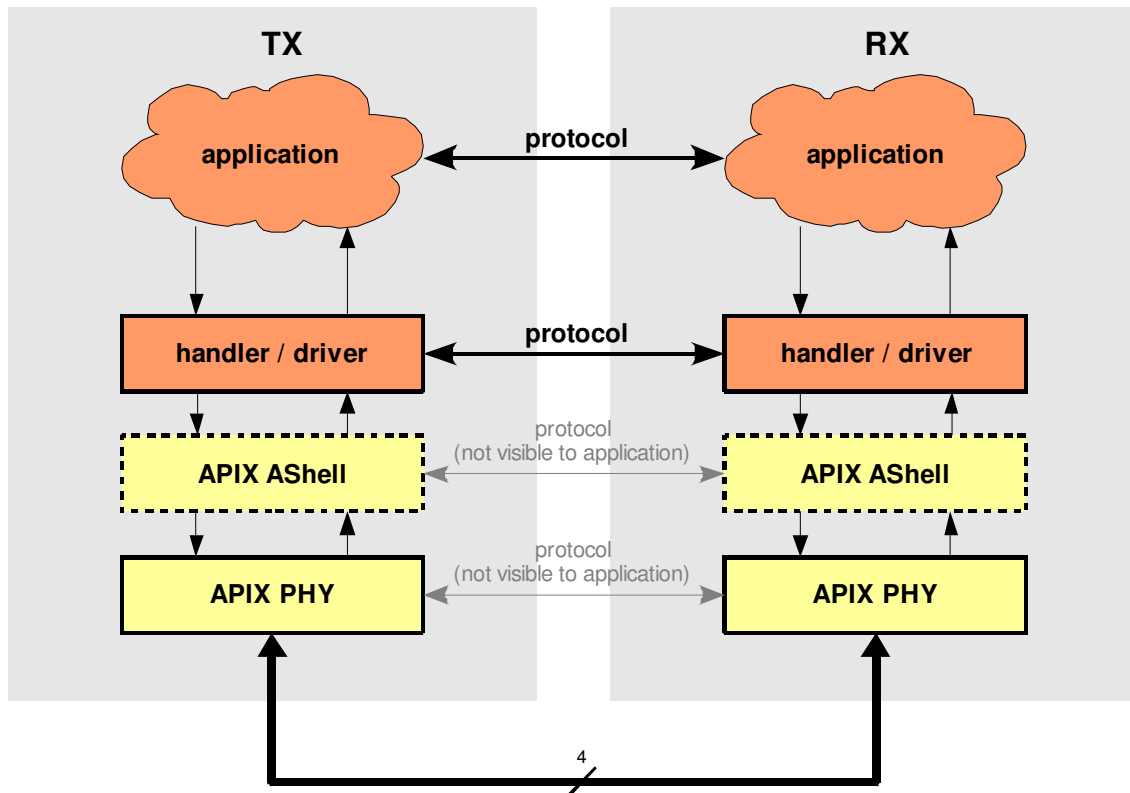 TX
RX
application
protocol
application
protocol
handler / driver
handler / driver
protocol
(not visible to application)
APIX AShell
APIX AShell
protocol
(not visible to application)
APIX PHY
APIX PHY
4